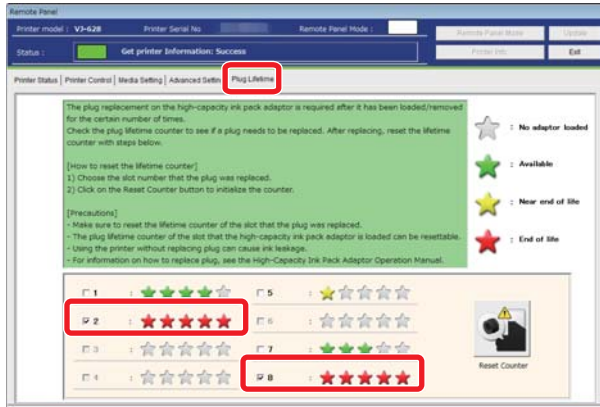 Remote Panel
Printer model : VJ-628 Printer Serial No Remote Panel Mode : Remote Panel Mode Update
Status : Get printer Information: Success Printer Info. Exit
Printer Status Printer Control Media Setting Advanced Settin Plug Lifetime
The plug replacement on the high-capacity ink pack adaptor is required after it has been loaded/removed
for the certain number of times.
Check the plug lifetime counter to see if a plug needs to be replaced. After replacing, reset the lifetime
counter with steps below.
[How to reset the lifetime counter]
1) Choose the slot number that the plug was replaced.
2) Click on the Reset Counter button to initialize the counter.
[Precautions]
- Make sure to reset the lifetime counter of the slot that the plug was replaced.
- The plug lifetime counter of the slot that the high-capacity ink pack adaptor is loaded can be resettable.
- Using the printer without replacing plug can cause ink leakage.
- For information on how to replace plug, see the High-Capacity Ink Pack Adaptor Operation Manual.
: No adaptor loaded
: Available
: Near end of life
: End of life
1 : 5 :
2 : 6 :
3 : 7 :
4 : 8 :
Reset Counter